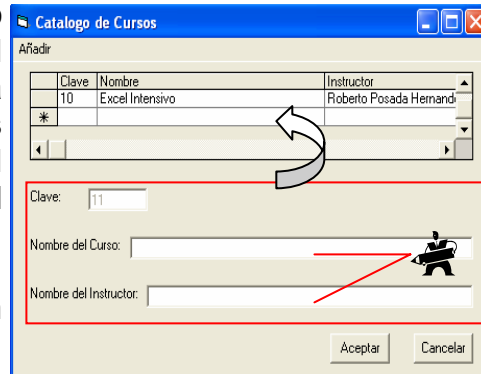 Catalogo de Cursos
Añadir
Clave Nombre Instructor
10 Excel Intensivo Roberto Posada Hernand
*
Clave: 11
Nombre del Curso:
Nombre del Instructor:
Aceptar Cancelar